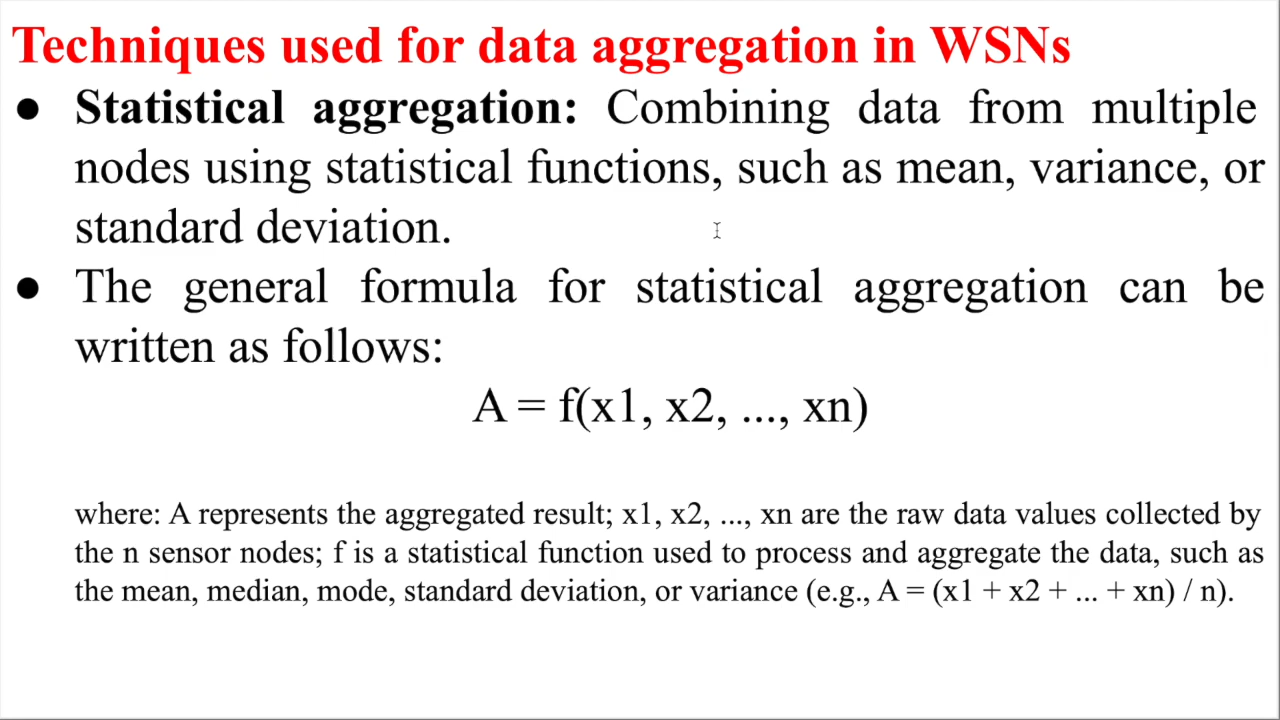 Techniques used for data aggregation in WSNs
● Statistical aggregation: Combining data from multiple
nodes using statistical functions, such as mean, variance, or
standard deviation.
● The general formula for statistical aggregation can be
written as follows:
A = f(x1, x2, ..., xn)
where: A represents the aggregated result; x1, x2, ..., xn are the raw data values collected by
the n sensor nodes; f is a statistical function used to process and aggregate the data, such as
the mean, median, mode, standard deviation, or variance (e.g., A = (x1 + x2 + ... + xn) / n).